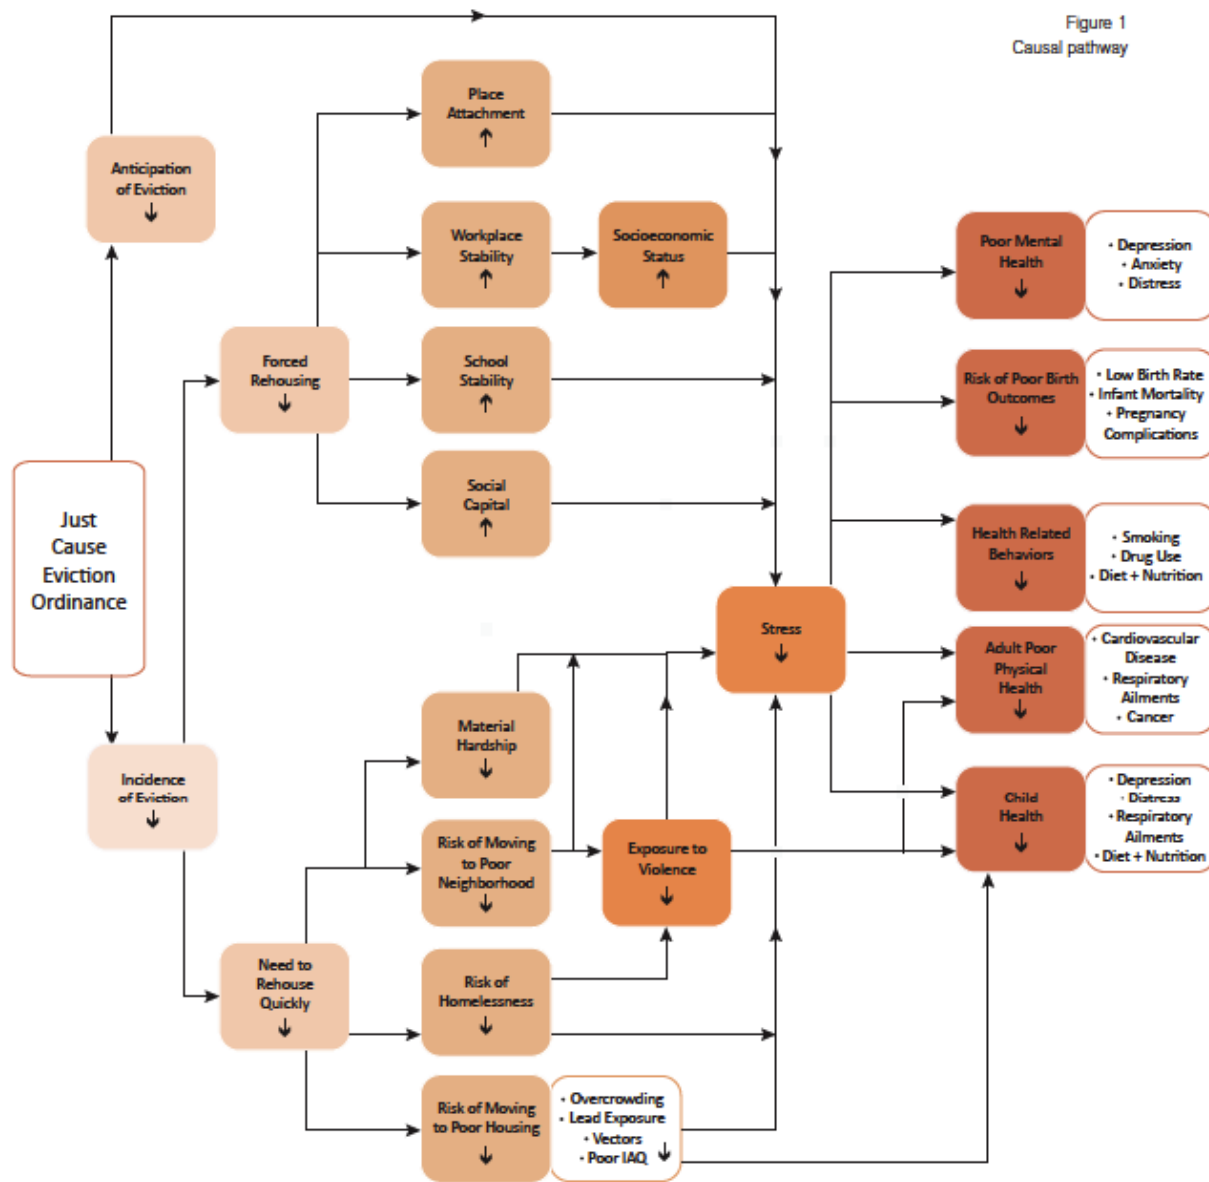 Figure 1
Causal pathway
Place
Attachment
↑
Anticipation
of Eviction
↓
Workplace
Stability
↑
Socioeconomic
Status
↑
Poor Mental
Health
↓
• Depression
• Anxiety
• Distress
Forced
Rehousing
↓
School
Stability
↑
Risk of Poor Birth
Outcomes
↓
• Low Birth Rate
• Infant Mortality
• Pregnancy
Complications
Social
Capital
↑
Just
Cause
Eviction
Ordinance
Health Related
Behaviors
↓
• Smoking
• Drug Use
• Diet + Nutrition
Stress
↓
Adult Poor
Physical
Health
↓
• Cardiovascular
Disease
• Respiratory
Ailments
• Cancer
Material
Hardship
↓
Incidence
of Eviction
↓
Risk of Moving
to Poor
Neighborhood
↓
Exposure to
Violence
↓
Child
Health
↓
• Depression
• Distress
• Respiratory
Ailments
• Diet + Nutrition
Need to
Rehouse
Quickly
↓
Risk of
Homelessness
↓
Risk of Moving
to Poor Housing
↓
• Overcrowding
• Lead Exposure
• Vectors
• Poor IAQ ↓